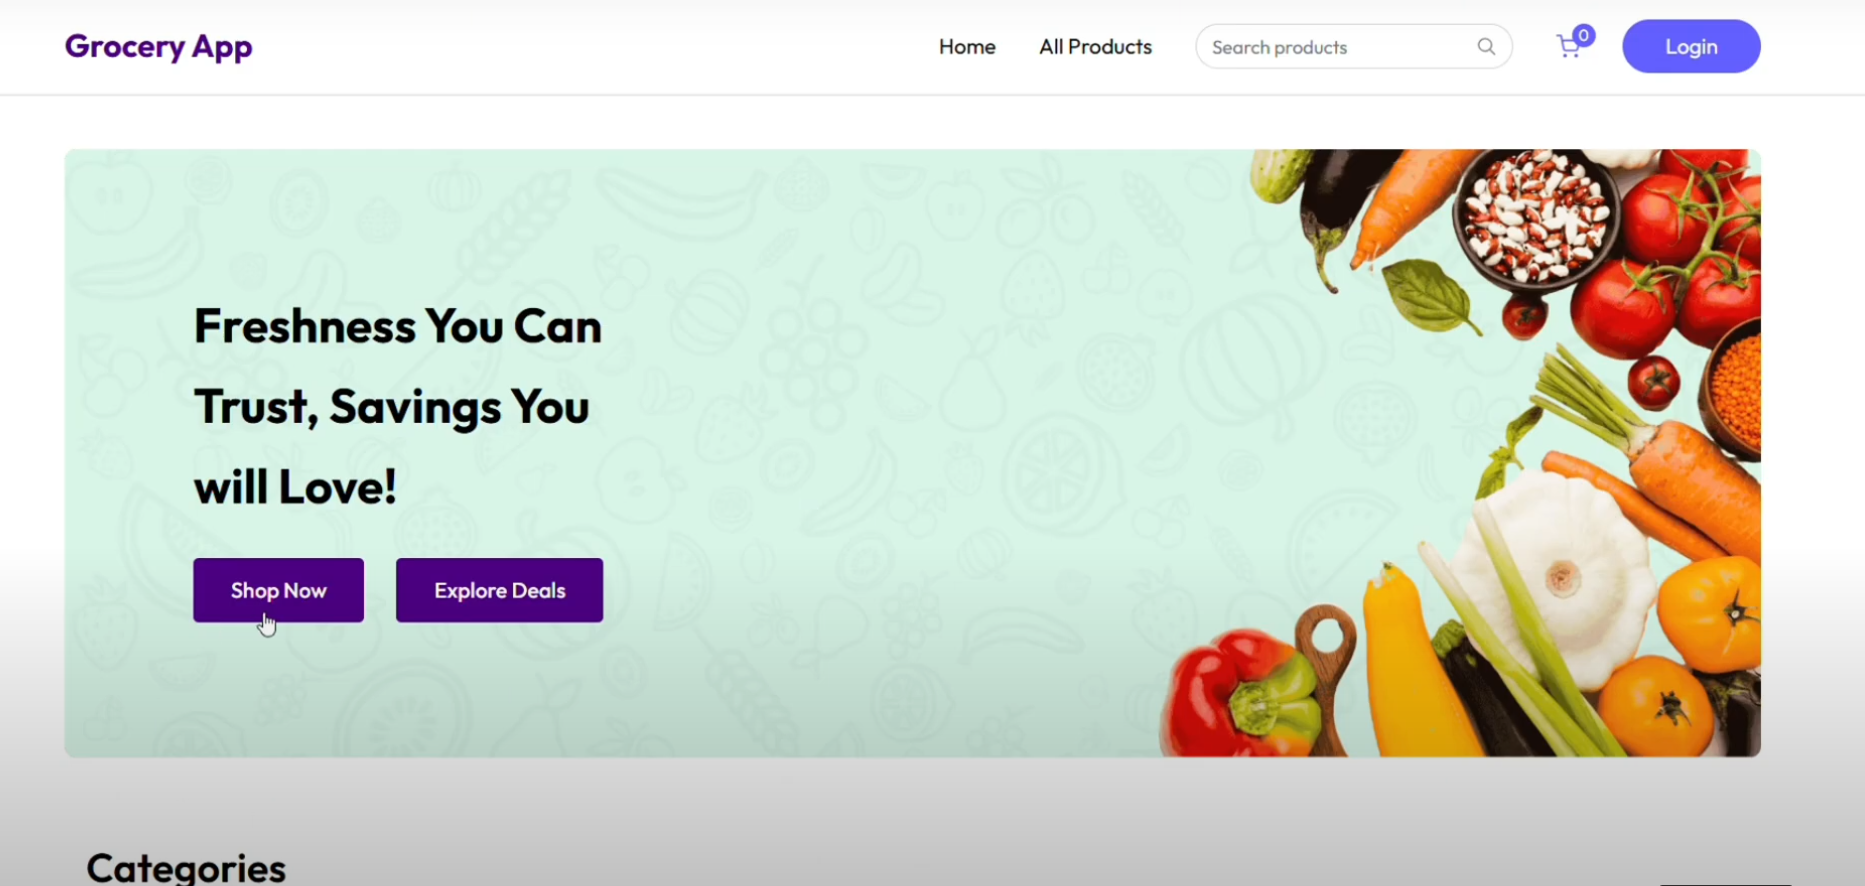 Grocery App
Home
All Products
Search products
0
Login
Freshness You Can
Trust, Savings You
will Love!
Shop Now
Explore Deals
Categories